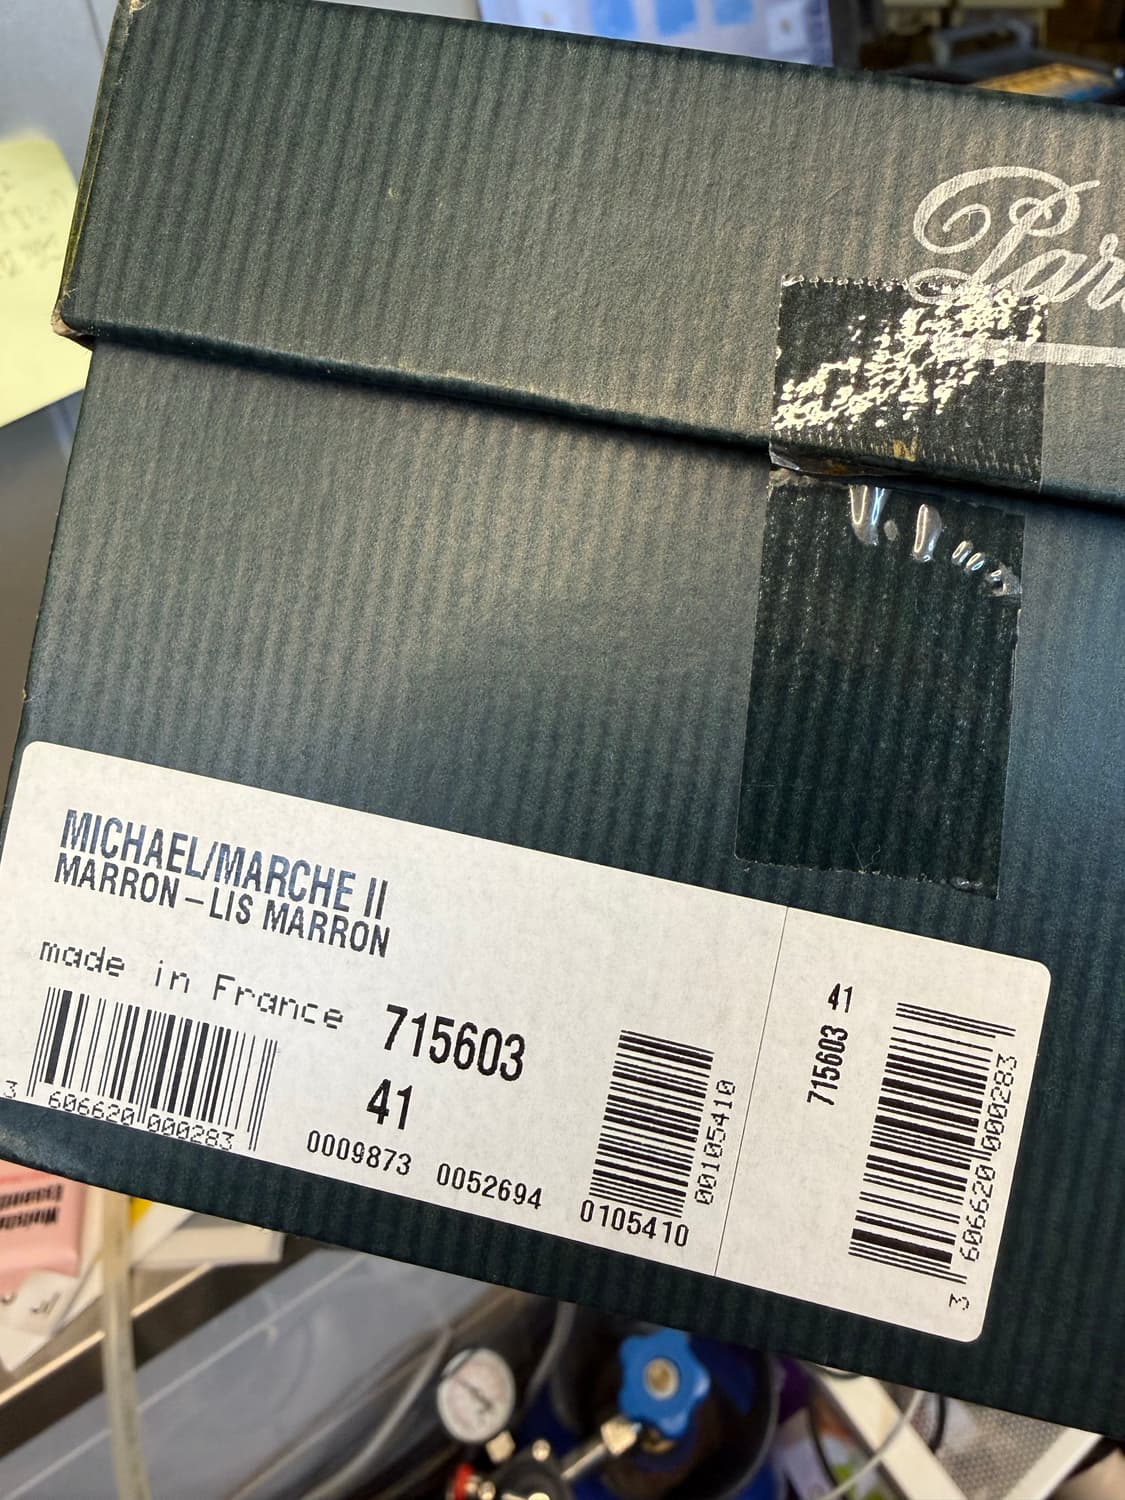 Par
MICHAEL/MARCHE II
MARRON-LIS MARRON
made in France
715603
41
3 606620 000283
0009873 0052694
0105410
00105410
41
715603
3 606620 000283